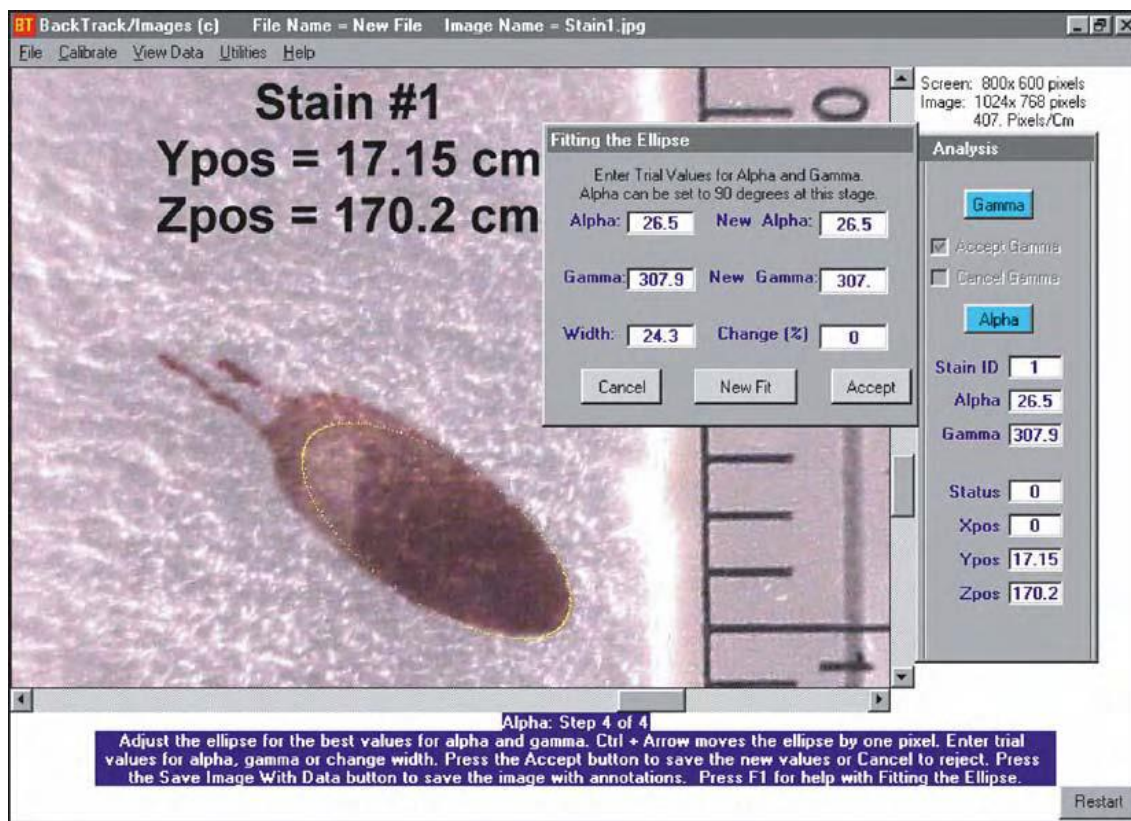 BT BackTrack/Images (c) File Name = New File Image Name = Stain1.jpg
File Calibrate View Data Utilities Help
Stain #1
Ypos = 17.15 cm
Zpos = 170.2 cm
0
1
Screen: 800x 600 pixels
Image: 1024x 768 pixels
407. Pixels/Cm
Fitting the Ellipse
Enter Trial Values for Alpha and Gamma.
Alpha can be set to 90 degrees at this stage.
Alpha: 26.5 New Alpha: 26.5
Gamma: 307.9 New Gamma: 307.
Width: 24.3 Change (%) 0
Cancel New Fit Accept
Analysis
Gamma
Accept Gamma
Cancel Gamma
Alpha
Stain ID 1
Alpha 26.5
Gamma 307.9
Status 0
Xpos 0
Ypos 17.15
Zpos 170.2
Alpha: Step 4 of 4
Adjust the ellipse for the best values for alpha and gamma. Ctrl + Arrow moves the ellipse by one pixel. Enter trial
values for alpha, gamma or change width. Press the Accept button to save the new values or Cancel to reject. Press
the Save Image With Data button to save the image with annotations. Press F1 for help with Fitting the Ellipse.
Restart